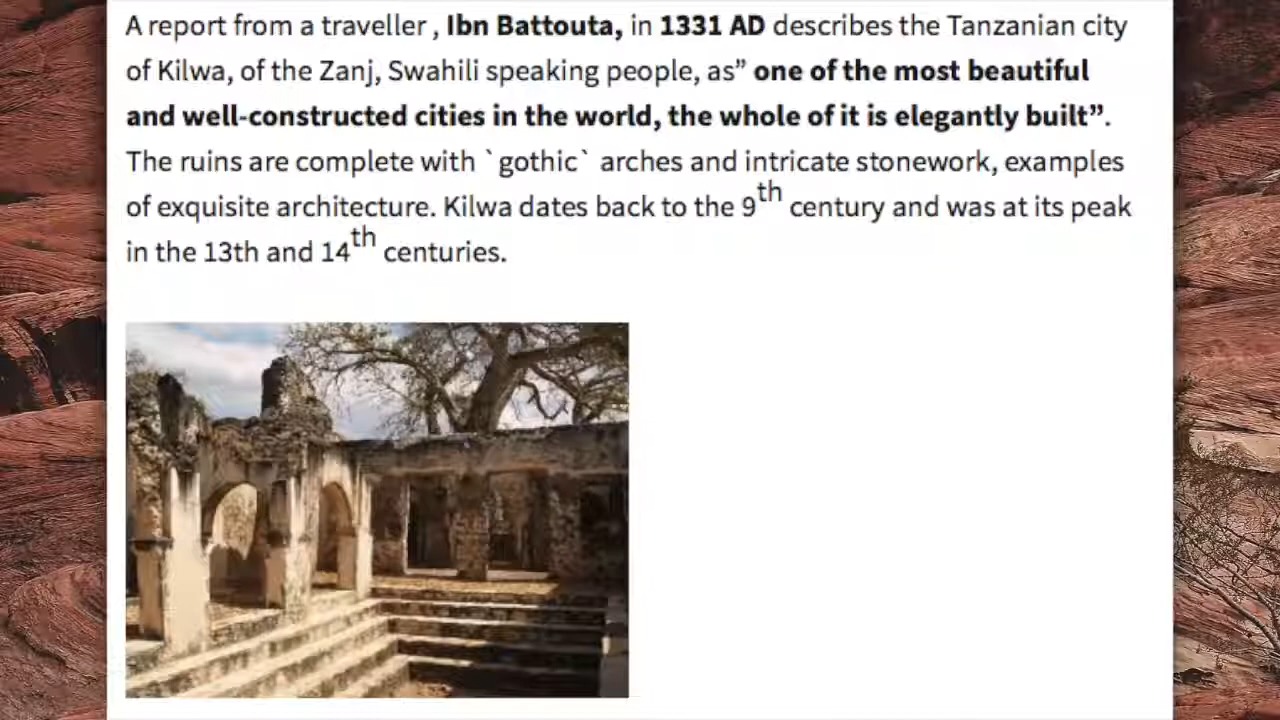 A report from a traveller , Ibn Battouta, in 1331 AD describes the Tanzanian city
of Kilwa, of the Zanj, Swahili speaking people, as” one of the most beautiful
and well-constructed cities in the world, the whole of it is elegantly built”.
The ruins are complete with `gothic` arches and intricate stonework, examples
of exquisite architecture. Kilwa dates back to the 9th century and was at its peak
in the 13th and 14th centuries.